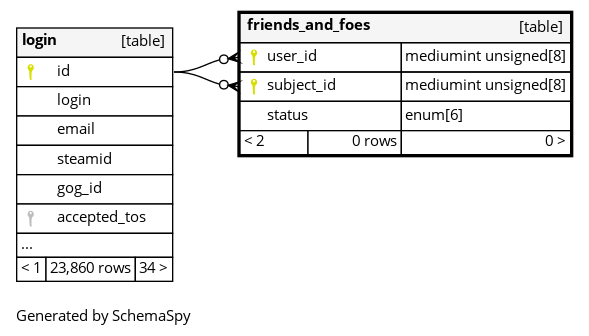 login [table]
id
login
email
steamid
gog_id
accepted_tos
...
< 1 23,860 rows 34 >
friends_and_foes [table]
user_id mediumint unsigned[8]
subject_id mediumint unsigned[8]
status enum[6]
< 2 0 rows 0 >
Generated by SchemaSpy